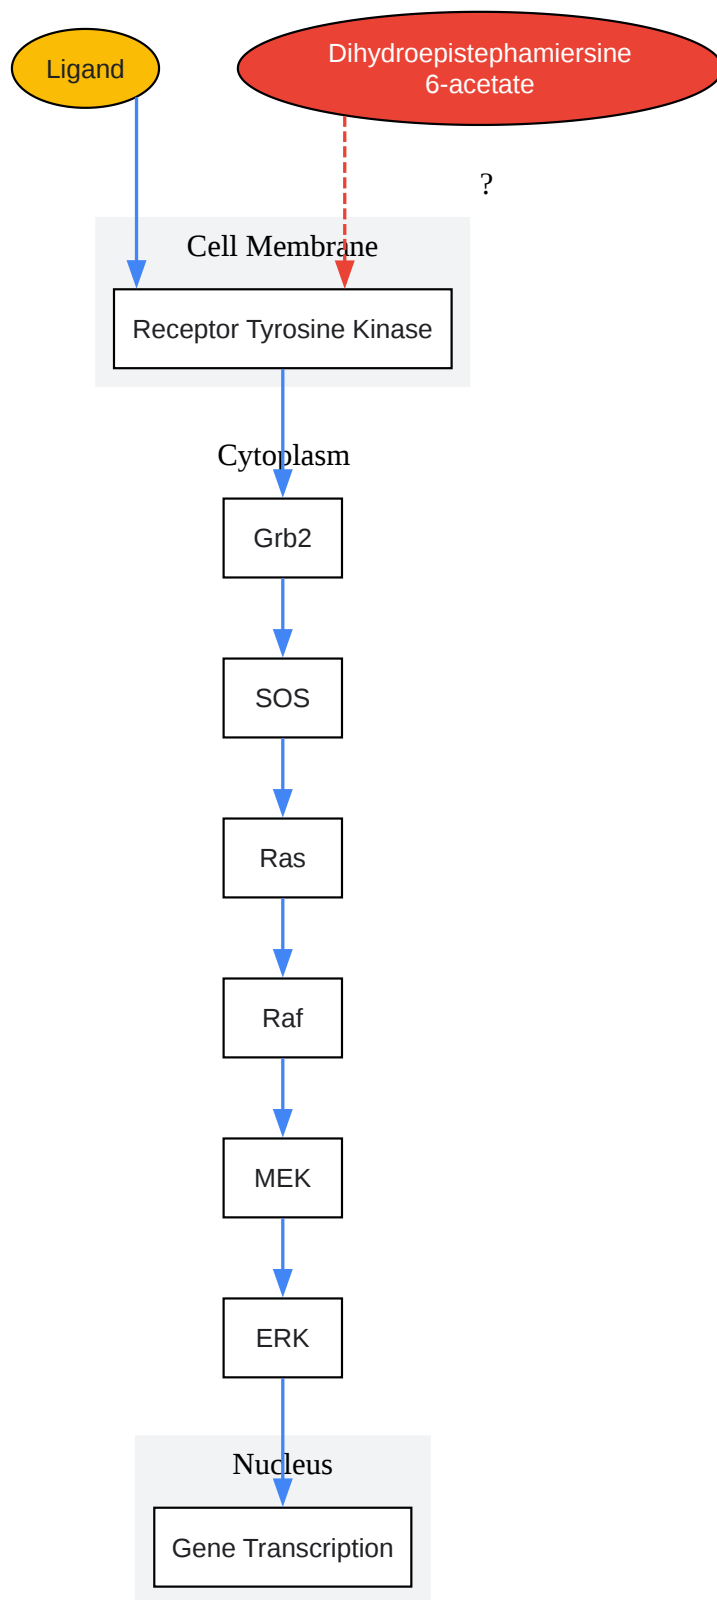 Ligand
Dihydroepistephamiersine
6-acetate
?
Cell Membrane
Receptor Tyrosine Kinase
Cytoplasm
Grb2
SOS
Ras
Raf
MEK
ERK
Nucleus
Gene Transcription